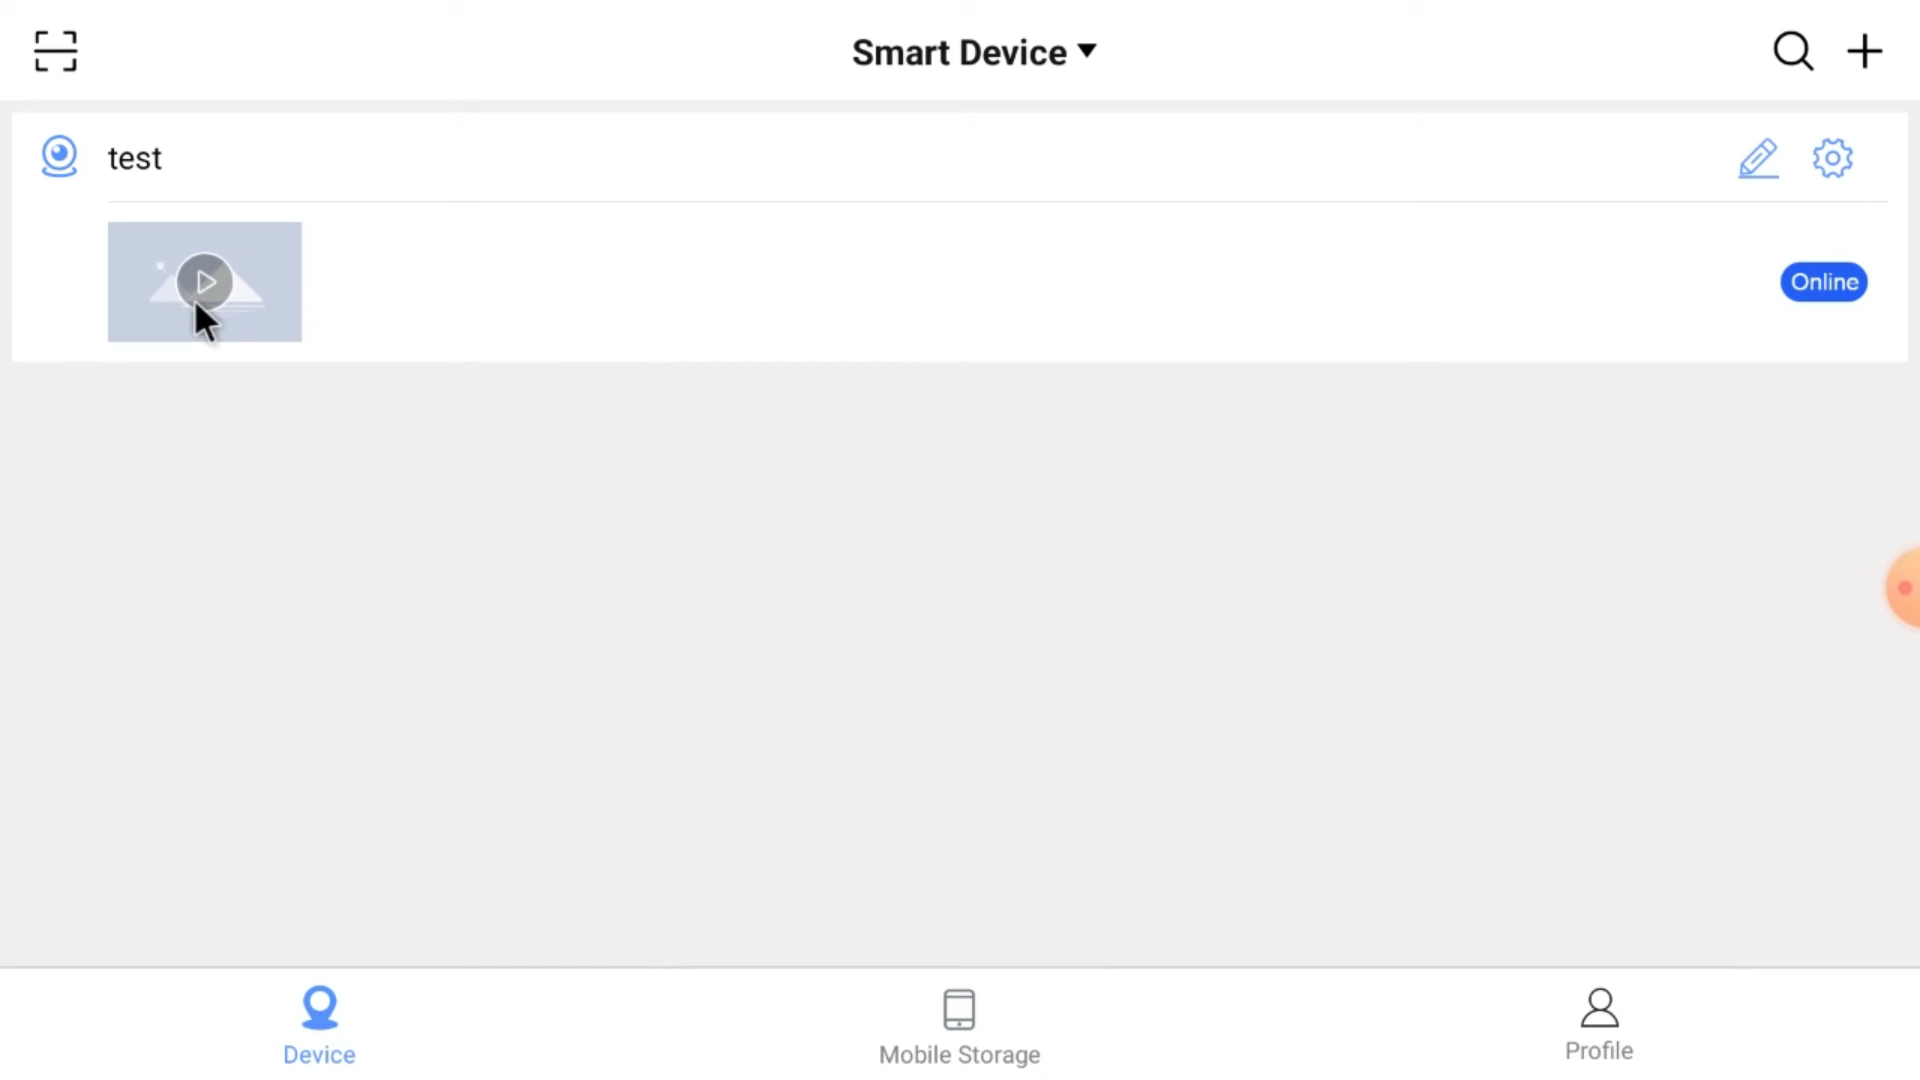 Smart Device
test
Online
Device
Mobile Storage
Profile